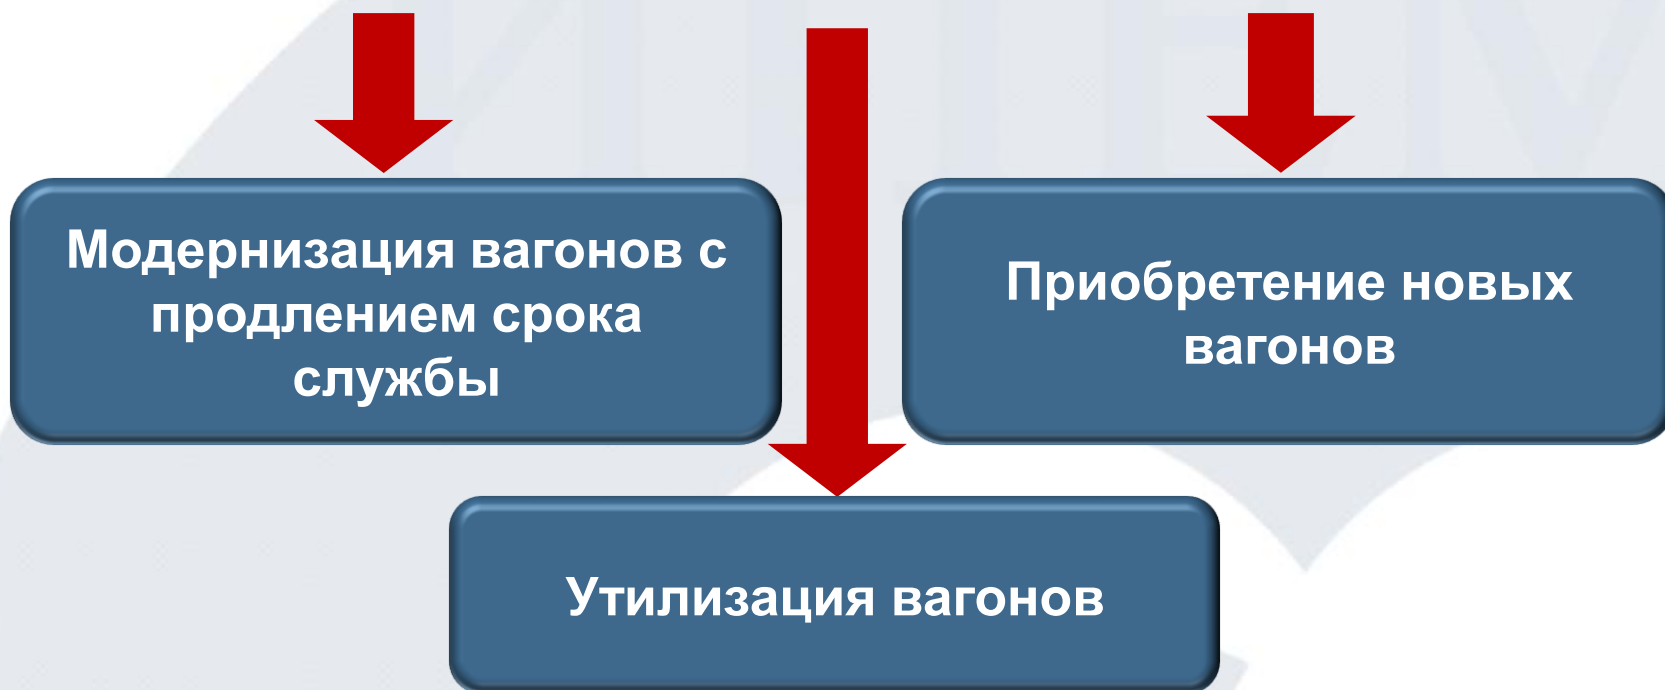 Модернизация вагонов с
продлением срока
службы
Приобретение новых
вагонов
Утилизация вагонов